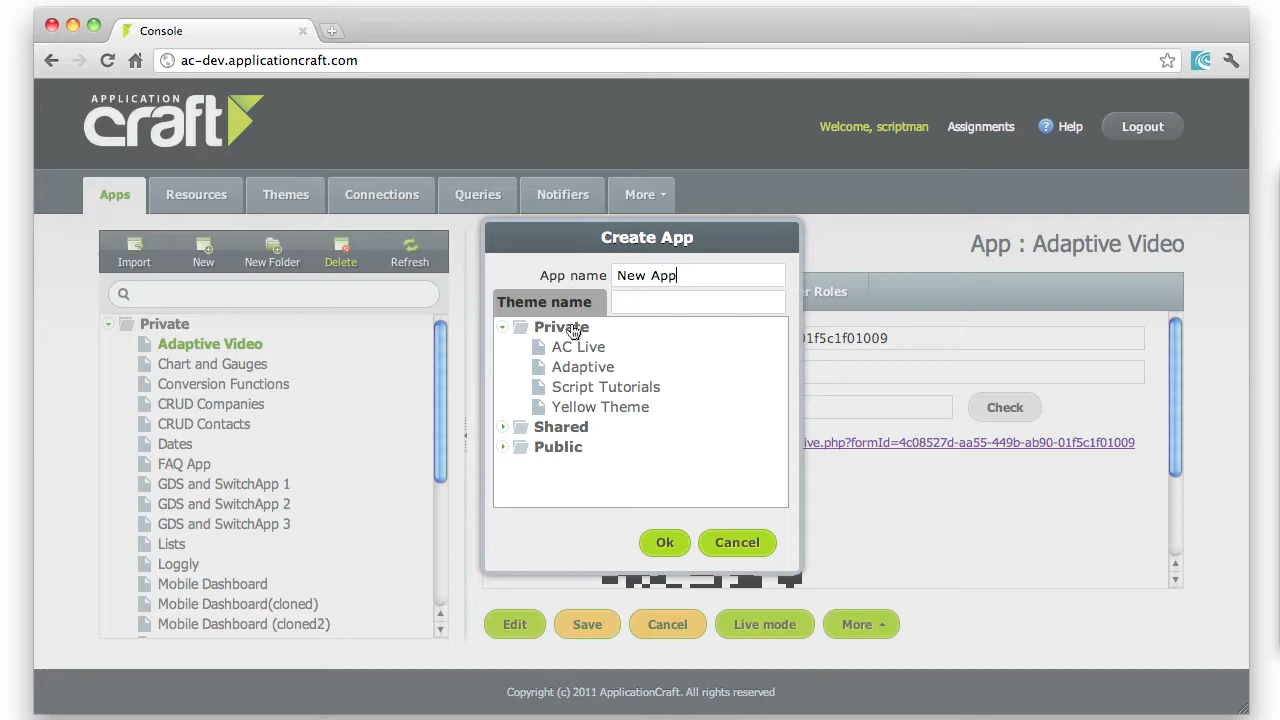 Console
ac-dev.applicationcraft.com
APPLICATION
craft
Welcome, scriptman
Assignments
Help
Logout
Apps
Resources
Themes
Connections
Queries
Notifiers
More
Import
New
New Folder
Delete
Refresh
Private
Adaptive Video
Chart and Gauges
Conversion Functions
CRUD Companies
CRUD Contacts
Dates
FAQ App
GDS and SwitchApp 1
GDS and SwitchApp 2
GDS and SwitchApp 3
Lists
Loggly
Mobile Dashboard
Mobile Dashboard(cloned)
Mobile Dashboard (cloned2)
Create App
App name
New App
Theme name
Private
AC Live
Adaptive
Script Tutorials
Yellow Theme
Shared
Public
Ok
Cancel
App : Adaptive Video
Roles
01f5c1f01009
Check
ive.php?formId=4c08527d-aa55-449b-ab90-01f5c1f01009
Edit
Save
Cancel
Live mode
More
Copyright (c) 2011 ApplicationCraft. All rights reserved